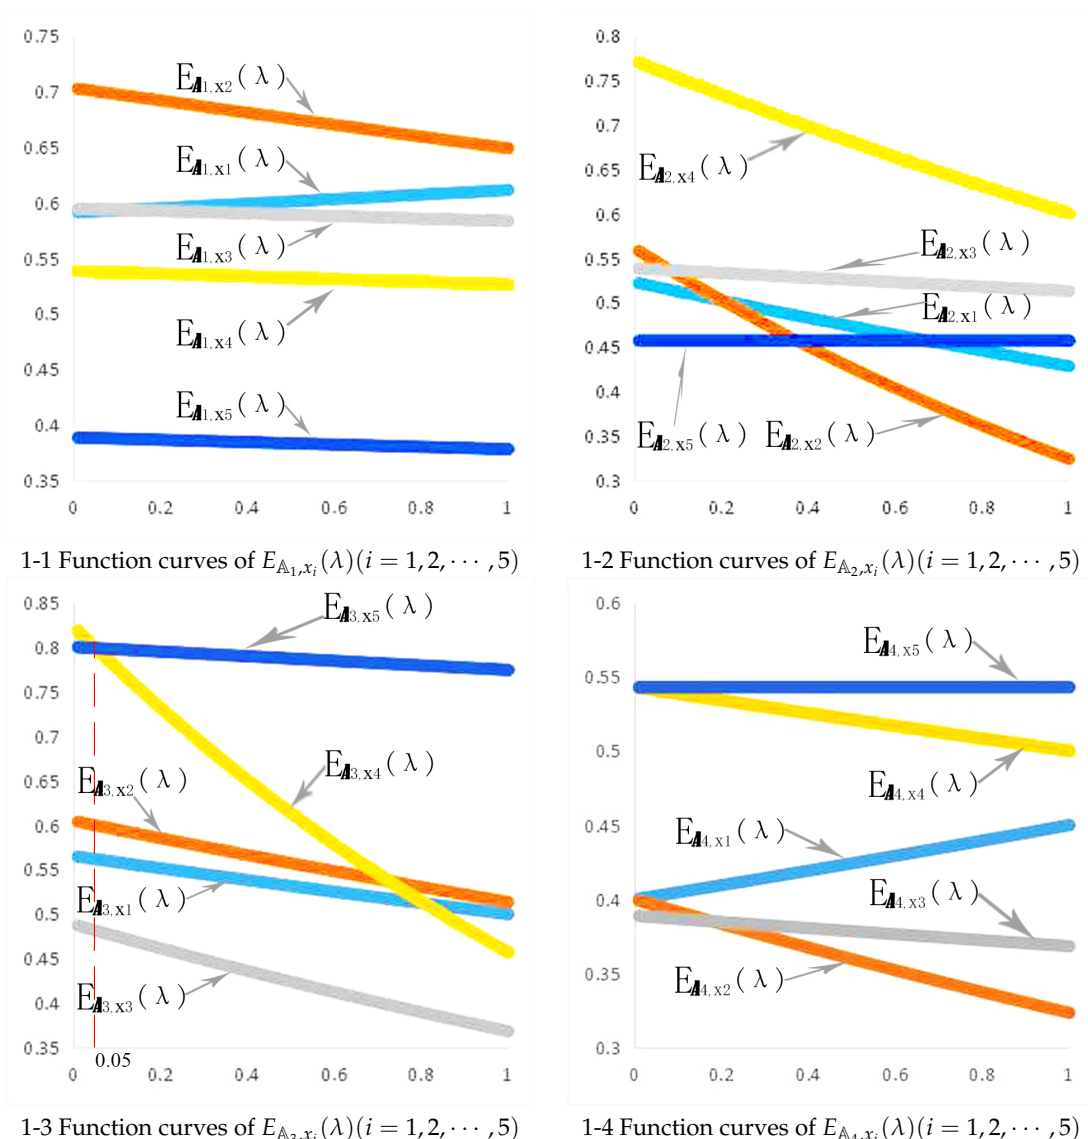 0.75
0.7
0.65
0.6
0.55
0.5
0.45
0.4
0.35
0 0.2 0.4 0.6 0.8 1
E𝔸1,x2(λ)
E𝔸1,x1(λ)
E𝔸1,x3(λ)
E𝔸1,x4(λ)
E𝔸1,x5(λ)
1-1 Function curves of E𝔸₁,xᵢ(λ)(i = 1, 2, ⋯ , 5)
0.8
0.75
0.7
0.65
0.6
0.55
0.5
0.45
0.4
0.35
0.3
0 0.2 0.4 0.6 0.8 1
E𝔸2,x4(λ)
E𝔸2,x3(λ)
E𝔸2,x1(λ)
E𝔸2,x5(λ) E𝔸2,x2(λ)
1-2 Function curves of E𝔸₂,xᵢ(λ)(i = 1, 2, ⋯ , 5)
0.85
0.8
0.75
0.7
0.65
0.6
0.55
0.5
0.45
0.4
0.35
0 0.2 0.4 0.6 0.8 1
E𝔸3,x5(λ)
E𝔸3,x4(λ)
E𝔸3,x2(λ)
E𝔸3,x1(λ)
E𝔸3,x3(λ)
0.05
1-3 Function curves of E𝔸₃,xᵢ(λ)(i = 1, 2, ⋯ , 5)
0.6
0.55
0.5
0.45
0.4
0.35
0.3
0 0.2 0.4 0.6 0.8 1
E𝔸4,x5(λ)
E𝔸4,x4(λ)
E𝔸4,x1(λ)
E𝔸4,x3(λ)
E𝔸4,x2(λ)
1-4 Function curves of E𝔸₄,xᵢ(λ)(i = 1, 2, ⋯ , 5)